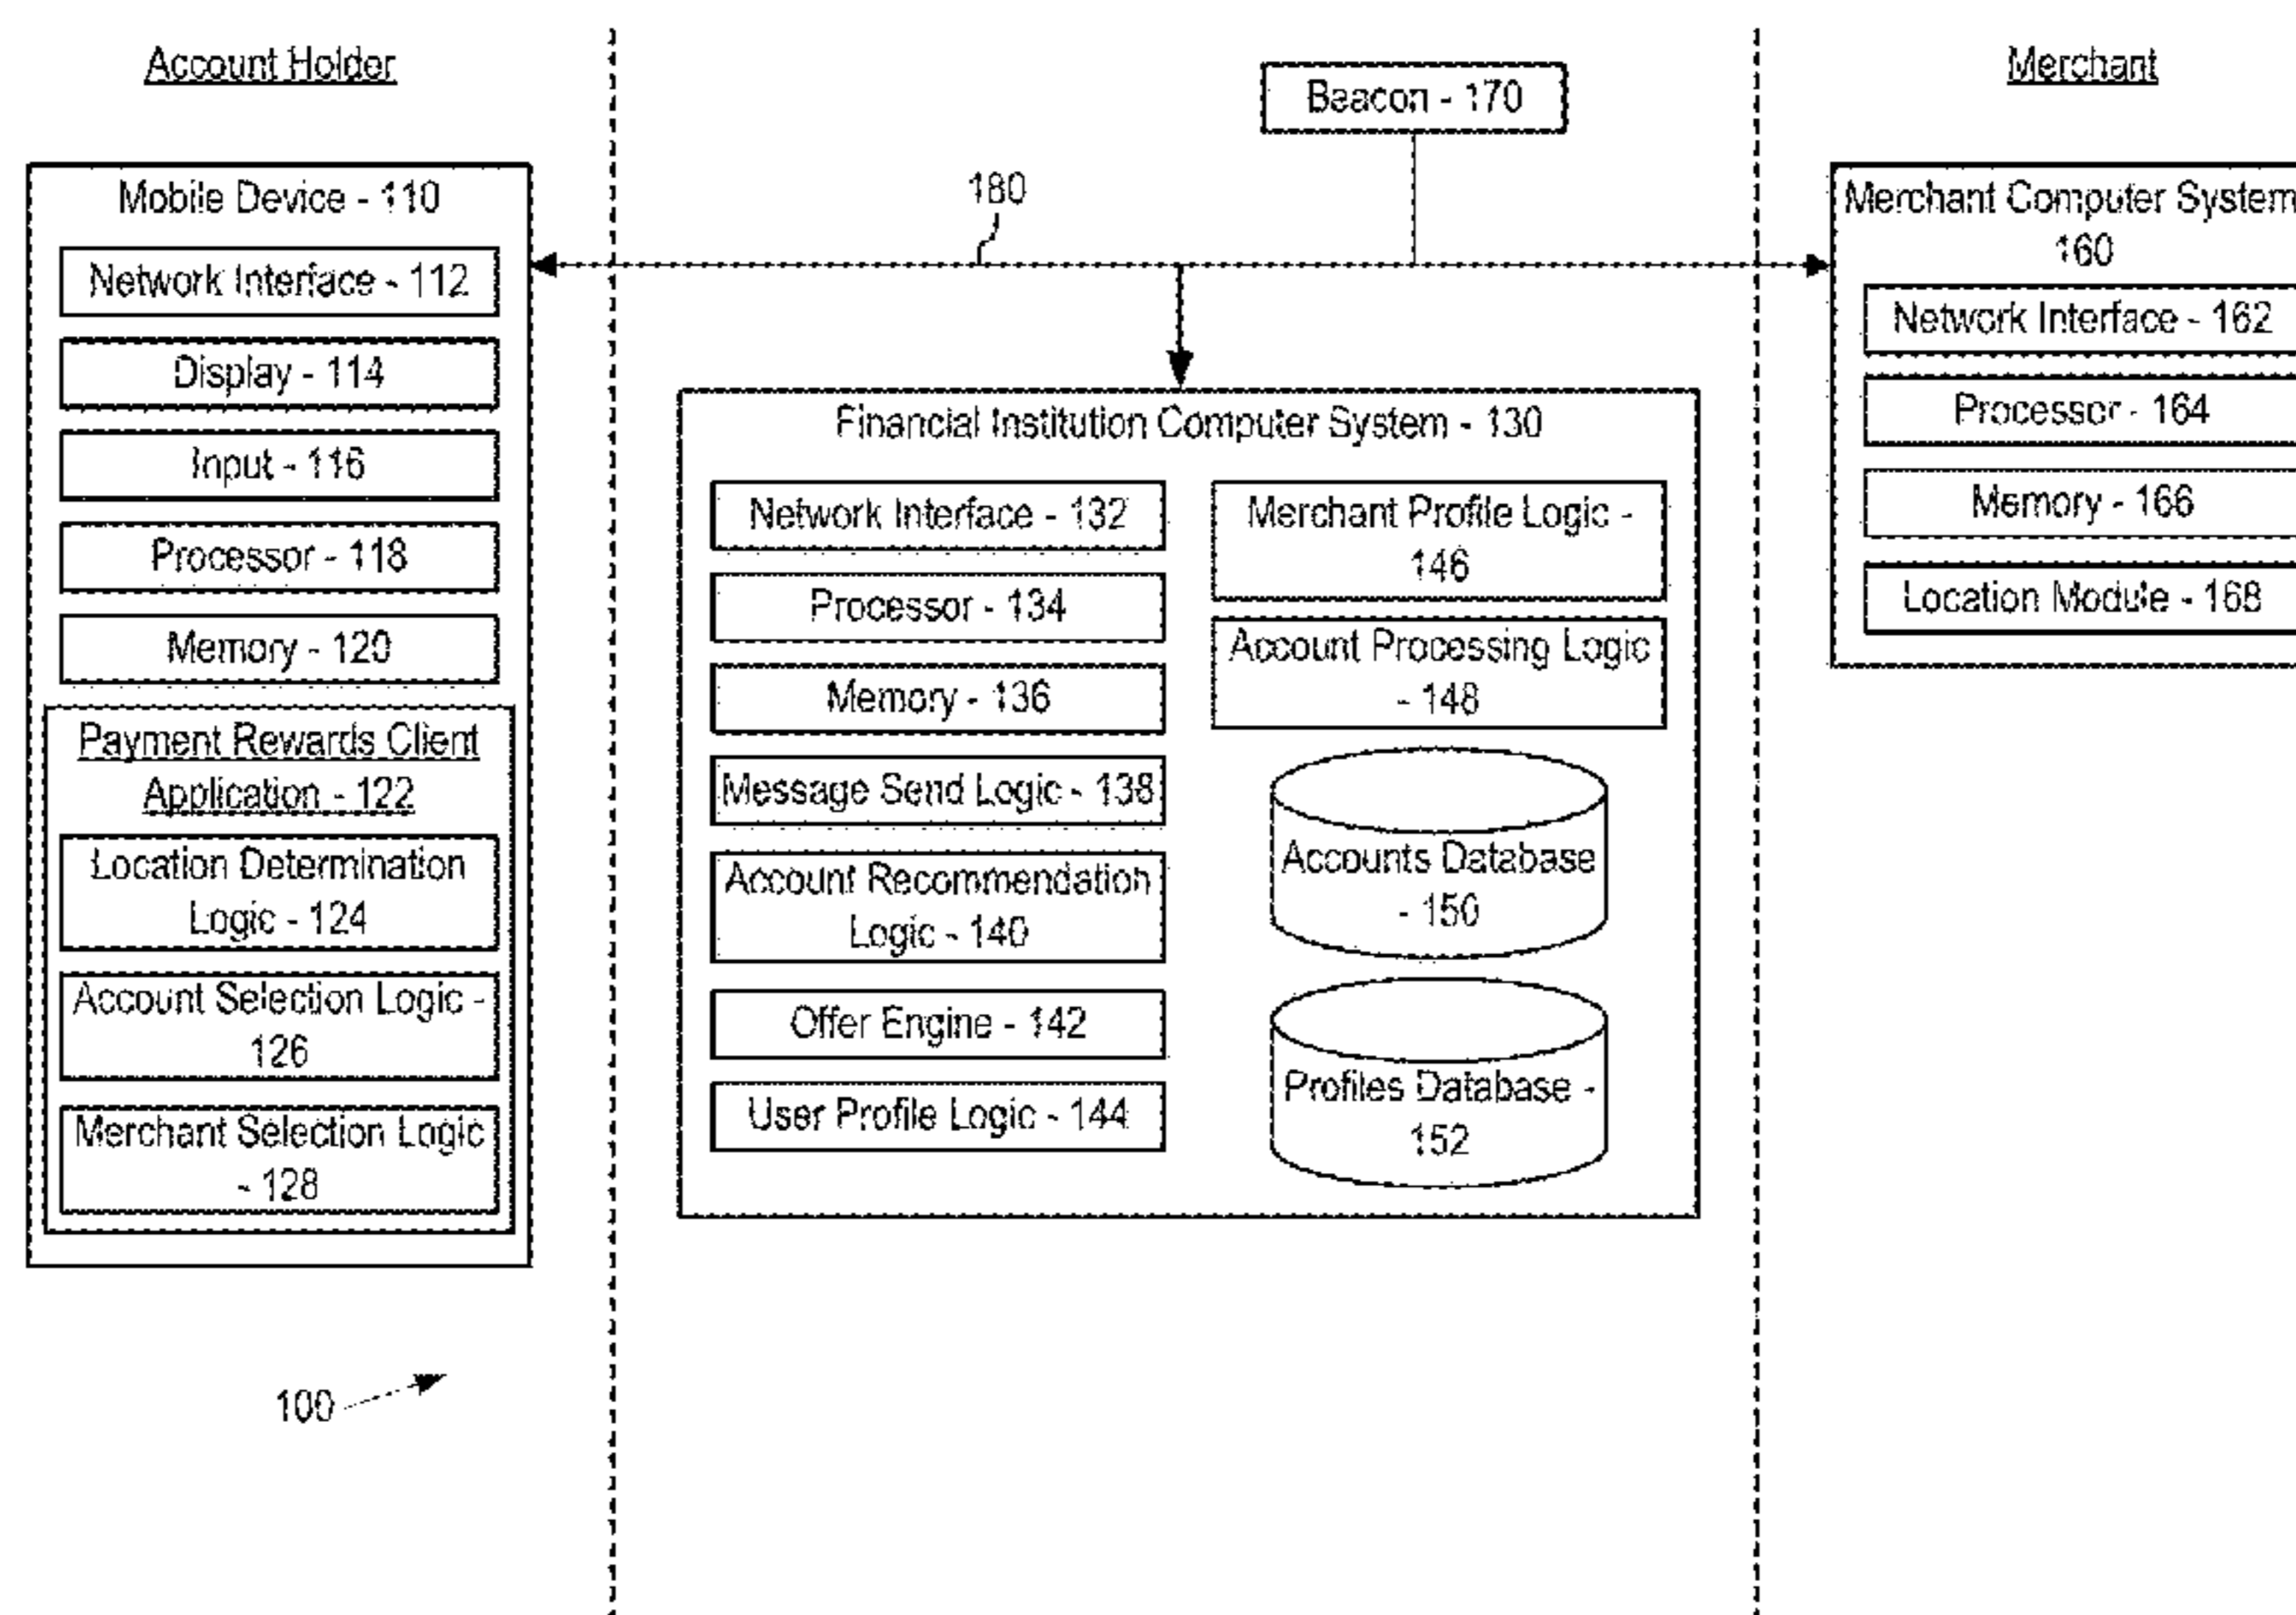 Account Holder
Mobile Device - 110
Network Interface - 112
Display - 114
Input - 116
Processor - 118
Memory - 120
Payment Rewards Client
Application - 122
Location Determination
Logic - 124
Account Selection Logic -
126
Merchant Selection Logic
- 128
100
180
Beacon - 170
Financial Institution Computer System - 130
Network Interface - 132
Processor - 134
Memory - 136
Message Send Logic - 138
Account Recommendation
Logic - 140
Offer Engine - 142
User Profile Logic - 144
Merchant Profile Logic -
146
Account Processing Logic
- 148
Accounts Database
- 150
Profiles Database -
152
Merchant
Merchant Computer System
160
Network Interface - 162
Processor - 164
Memory - 166
Location Module - 168